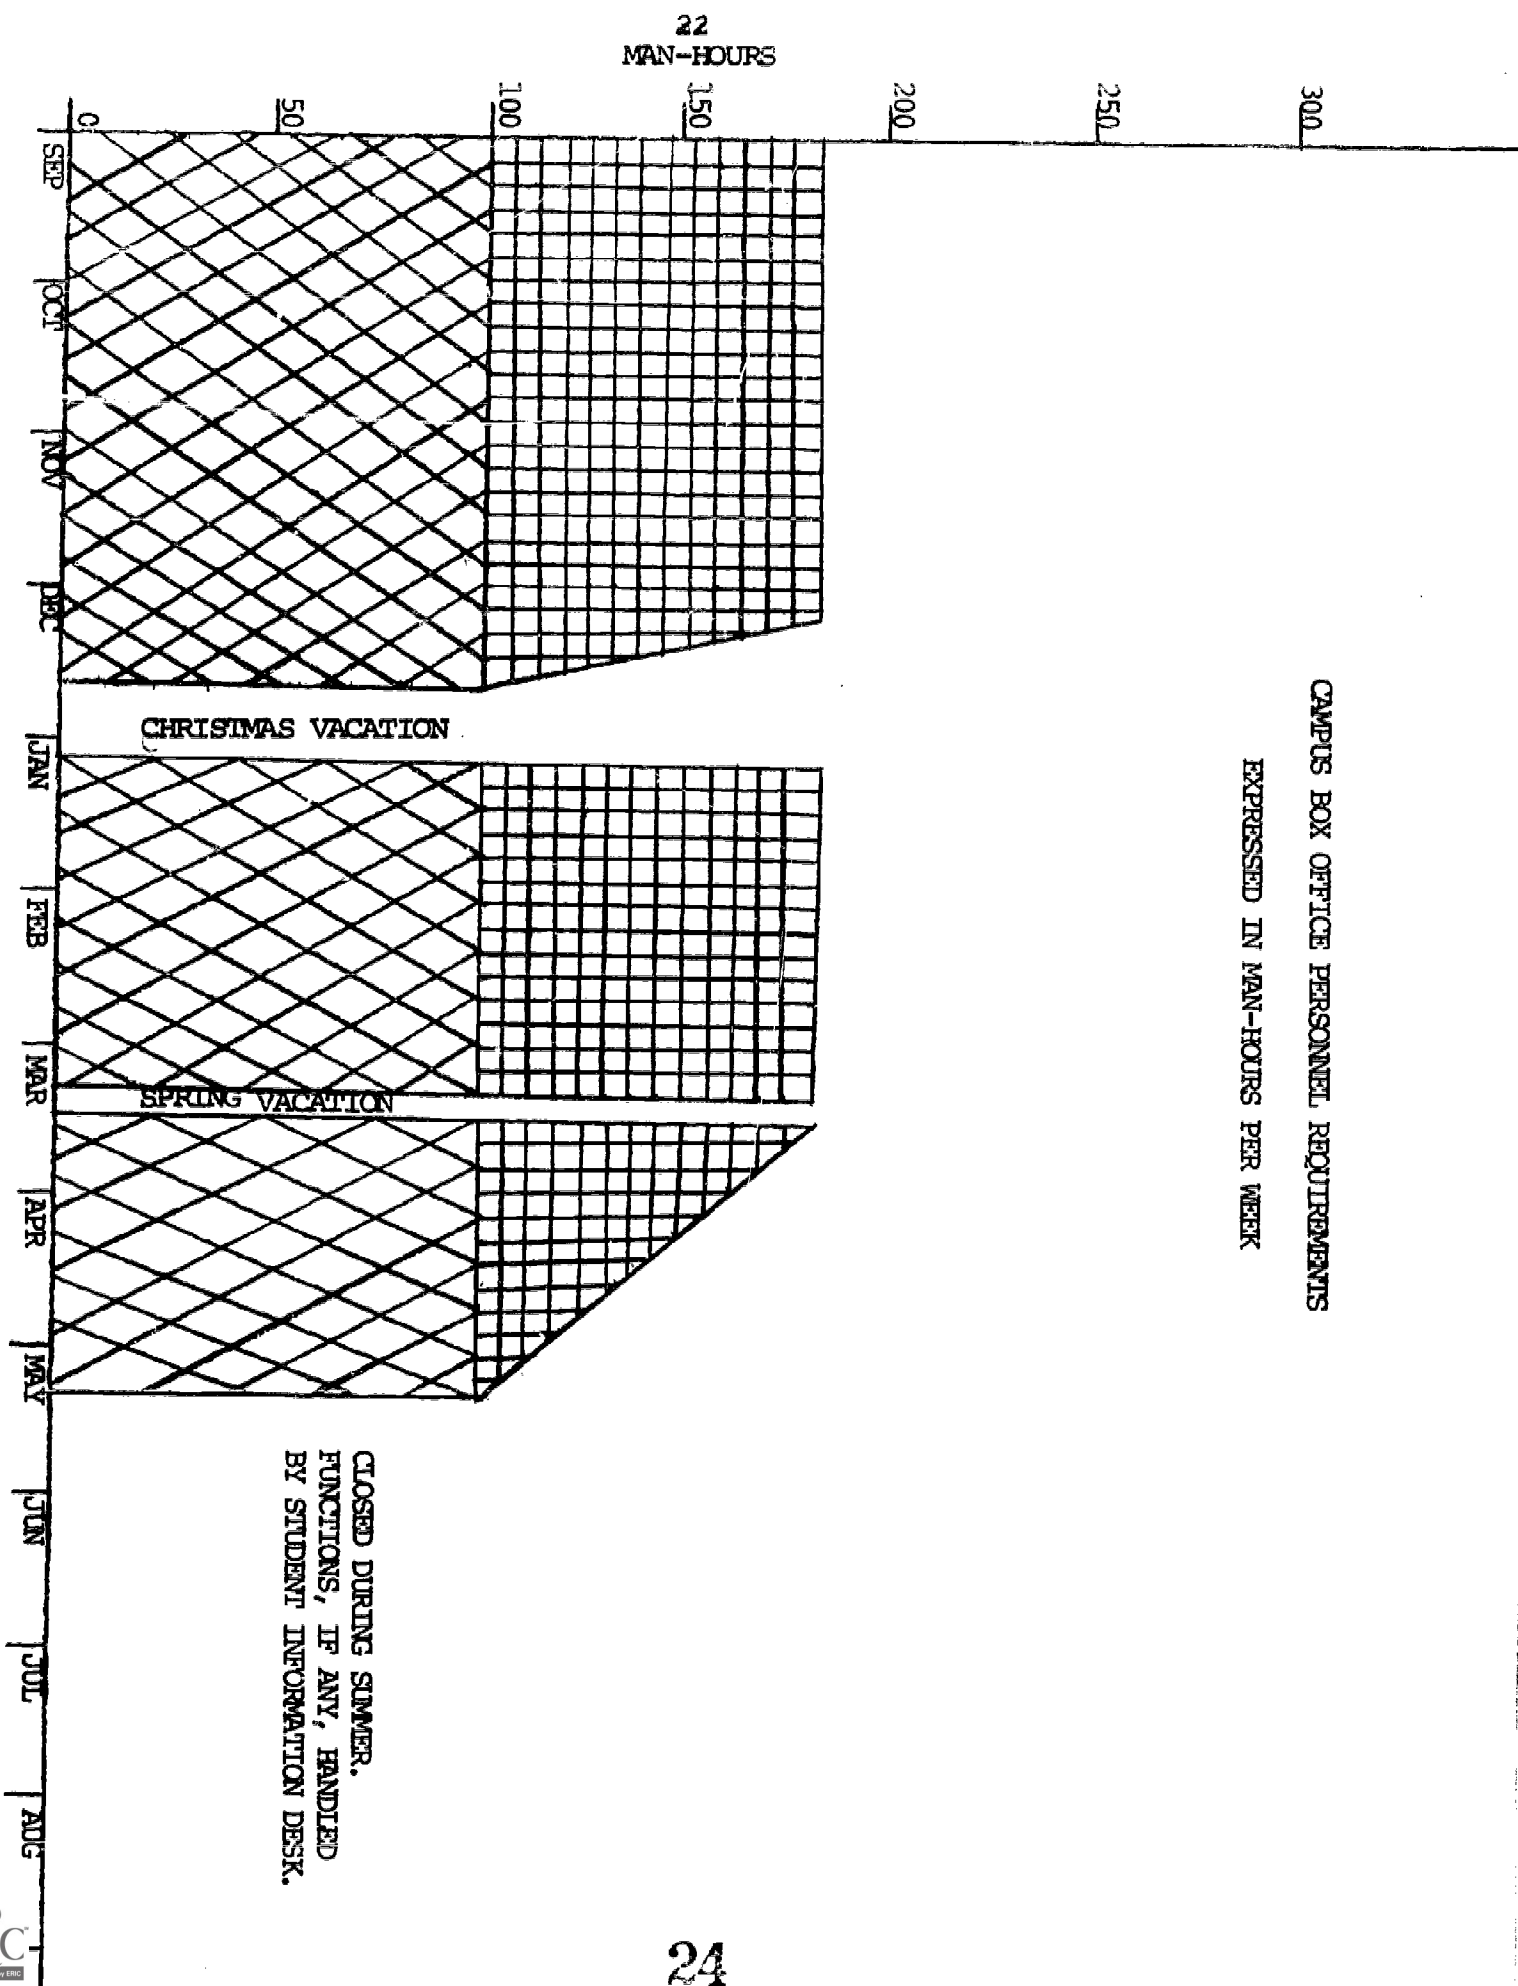 22
MAN-HOURS
0
50
100
150
200
250
300
CAMPUS BOX OFFICE PERSONNEL REQUIREMENTS
EXPRESSED IN MAN-HOURS PER WEEK
SEP
OCT
NOV
DEC
CHRISTMAS VACATION
JAN
FEB
MAR
SPRING VACATION
APR
MAY
JUN
JUL
AUG
CLOSED DURING SUMMER.
FUNCTIONS, IF ANY, HANDLED
BY STUDENT INFORMATION DESK.
24